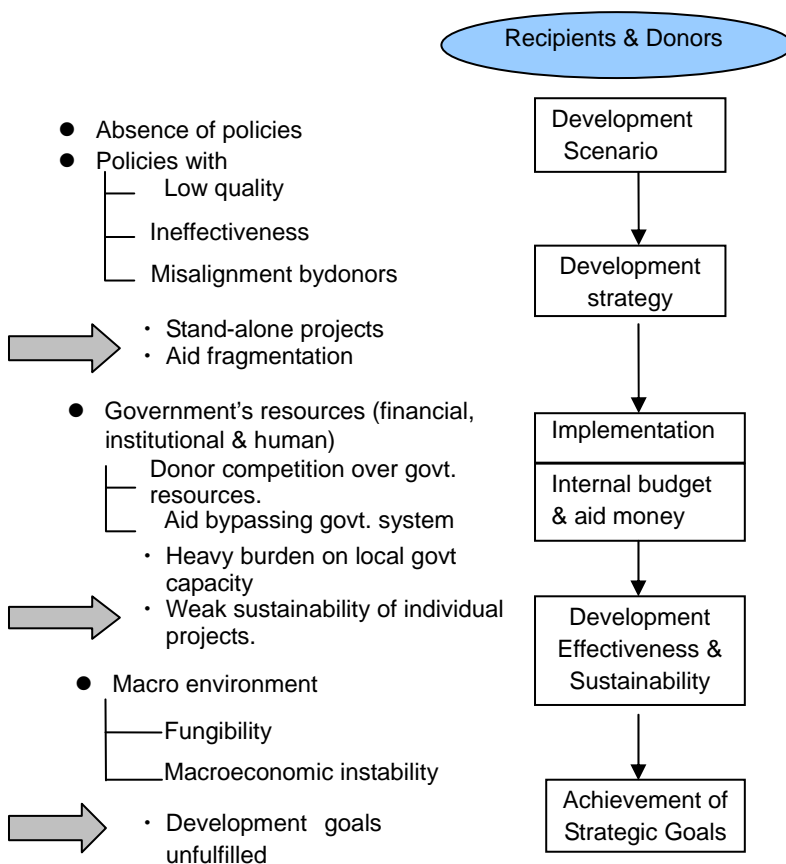 Recipients & Donors
● Absence of policies
● Policies with
Low quality
Ineffectiveness
Misalignment bydonors
・ Stand-alone projects
・ Aid fragmentation
● Government’s resources (financial,
institutional & human)
Donor competition over govt.
resources.
Aid bypassing govt. system
・ Heavy burden on local govt
capacity
・ Weak sustainability of individual
projects.
● Macro environment
Fungibility
Macroeconomic instability
・ Development goals
unfulfilled
Development
Scenario
Development
strategy
Implementation
Internal budget
& aid money
Development
Effectiveness &
Sustainability
Achievement of
Strategic Goals